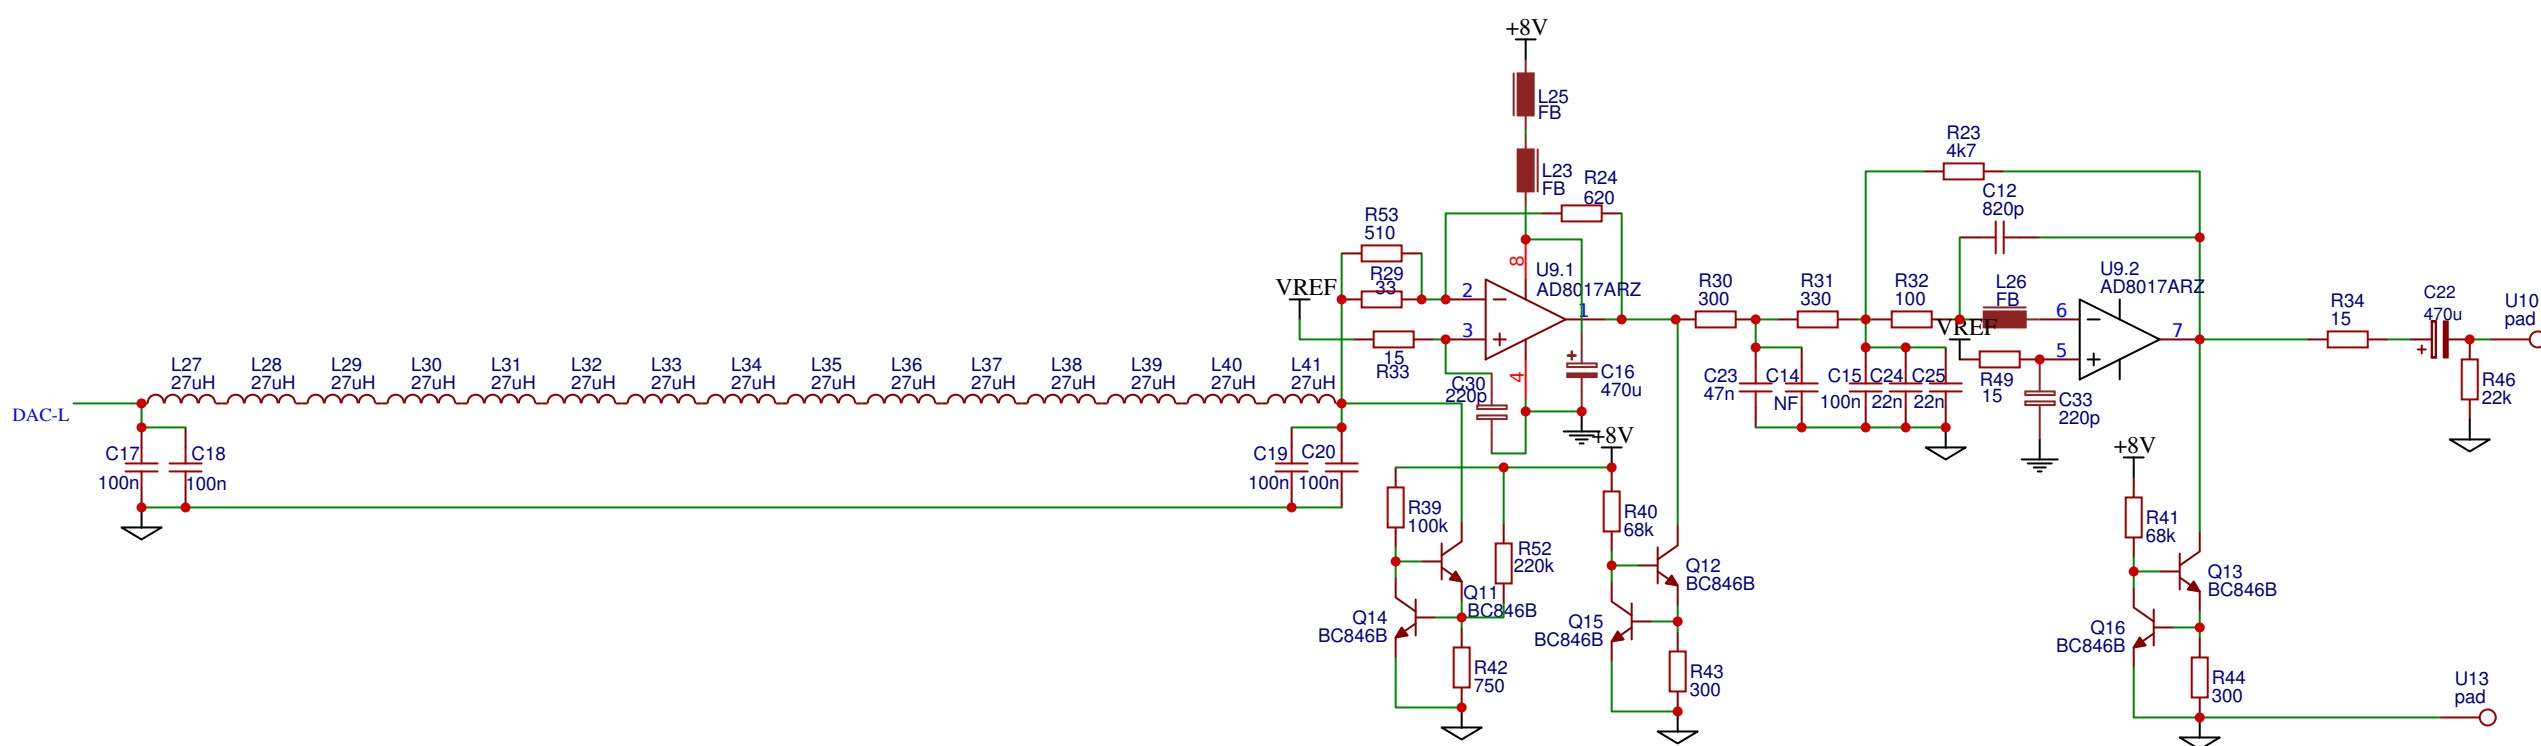 +8V
L25
FB
L23
FB
R24
620
R23
4k7
C12
820p
R53
510
R29
33
VREF
8
U9.1
AD8017ARZ
2
3
1
4
15
R33
C30
220p
C16
470u
R30
300
R31
330
R32
100
L26
FB
VREF
U9.2
AD8017ARZ
6
5
7
R49
15
C33
220p
R34
15
C22
470u
U10
pad
R46
22k
L27
27uH
L28
27uH
L29
27uH
L30
27uH
L31
27uH
L32
27uH
L33
27uH
L34
27uH
L35
27uH
L36
27uH
L37
27uH
L38
27uH
L39
27uH
L40
27uH
L41
27uH
DAC-L
C23
47n
C14
NF
C15
100n
C24
22n
C25
22n
C17
100n
C18
100n
C19
100n
C20
100n
+8V
R39
100k
R52
220k
R40
68k
Q11
BC846B
Q14
BC846B
R42
750
Q12
BC846B
Q15
BC846B
R43
300
+8V
R41
68k
Q13
BC846B
Q16
BC846B
R44
300
U13
pad